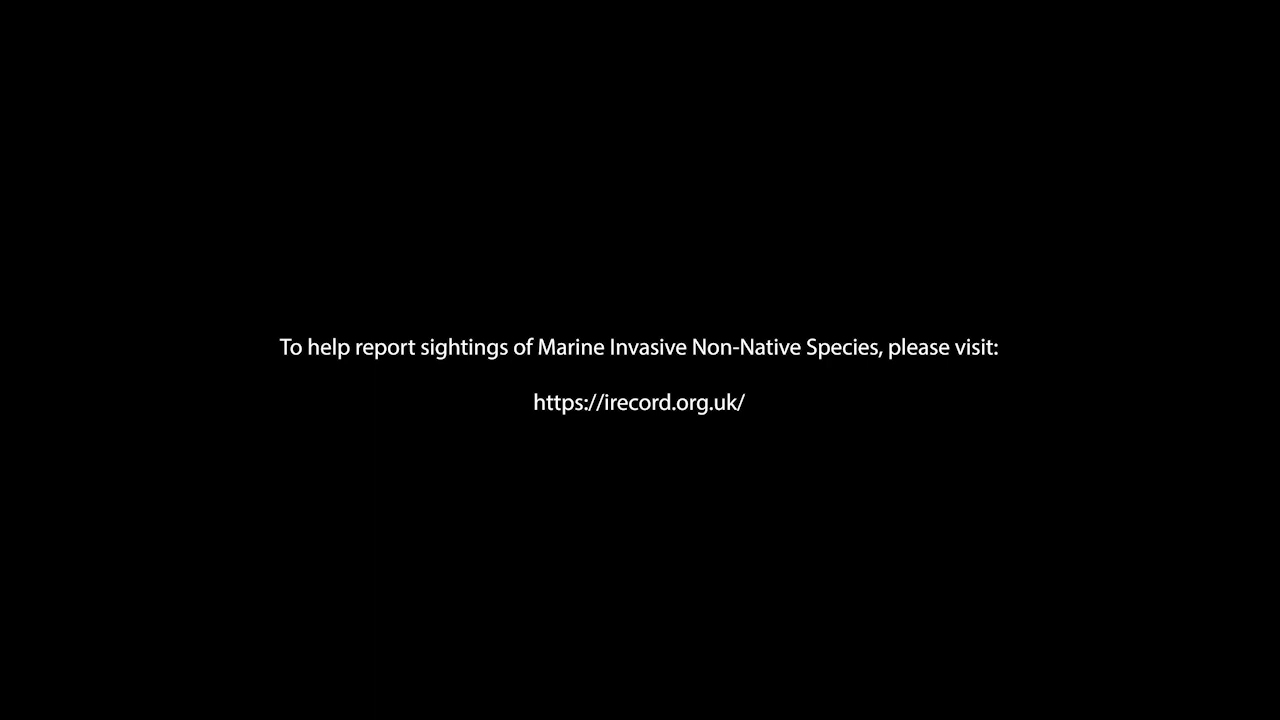 To help report sightings of Marine Invasive Non-Native Species, please visit:
https://irecord.org.uk/